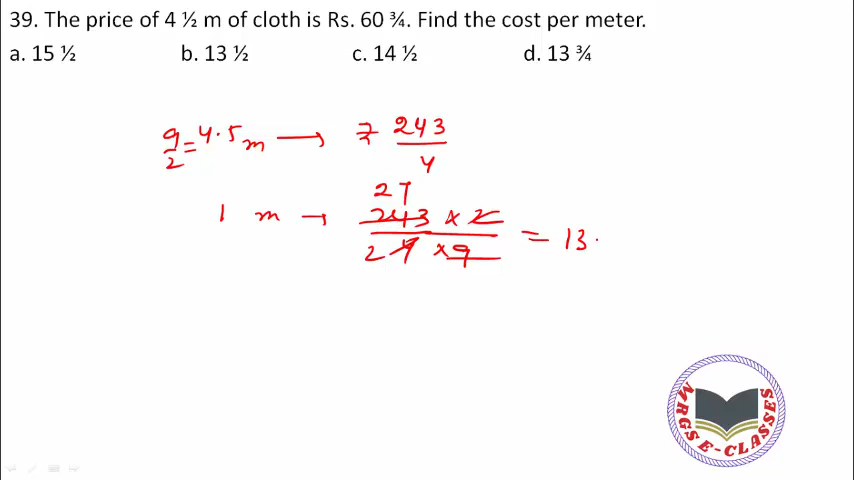 39. The price of 4 ½ m of cloth is Rs. 60 ¾. Find the cost per meter.
a. 15 ½ b. 13 ½ c. 14 ½ d. 13 ¾
9/2 = 4.5 m → ₹ 243/4
27
1 m → 243 × 2 / 4 × 9 = 13.
2
MRGS E-CLASSES